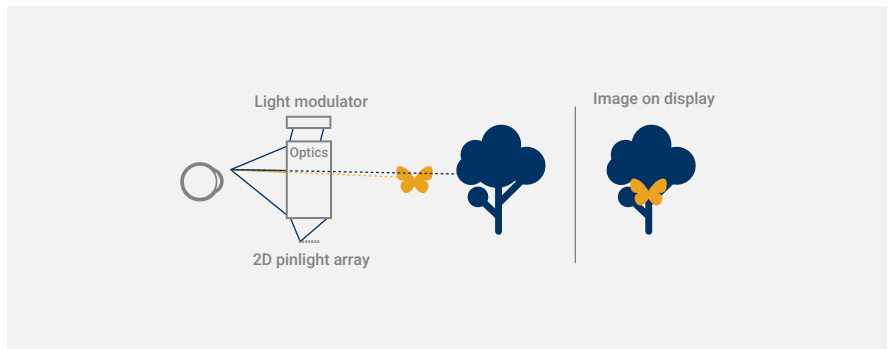 Light modulator
Image on display
Optics
2D pinlight array